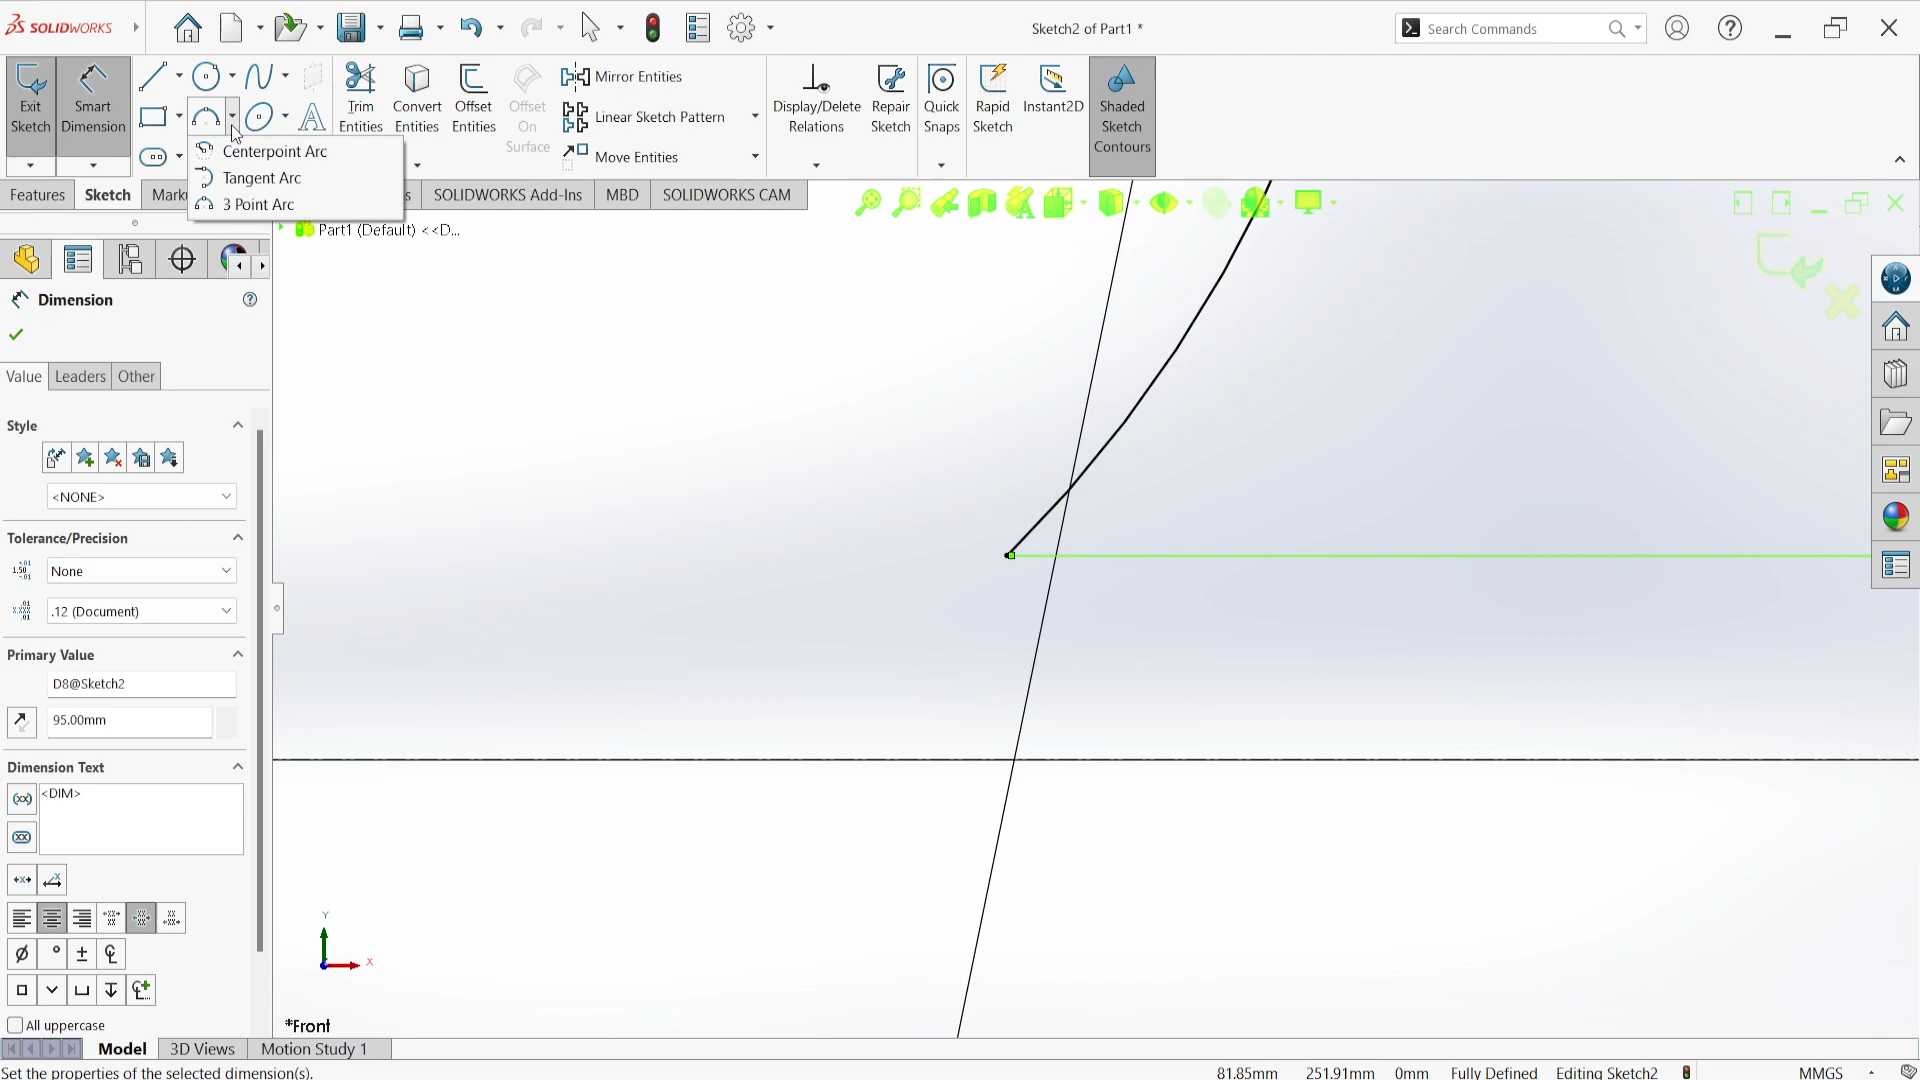 SOLIDWORKS
Sketch2 of Part1 *
Search Commands
Exit Sketch
Smart Dimension
Trim Entities
Convert Entities
Offset Entities
Offset On Surface
Mirror Entities
Linear Sketch Pattern
Move Entities
Display/Delete Relations
Repair Sketch
Quick Snaps
Rapid Sketch
Instant2D
Shaded Sketch Contours
Centerpoint Arc
Tangent Arc
3 Point Arc
Features
Sketch
Marku
s
SOLIDWORKS Add-Ins
MBD
SOLIDWORKS CAM
Part1 (Default) <<D...
Dimension
Value
Leaders
Other
Style
<NONE>
Tolerance/Precision
None
.12 (Document)
Primary Value
D8@Sketch2
95.00mm
Dimension Text
<DIM>
All uppercase
Y
X
*Front
Model
3D Views
Motion Study 1
Set the properties of the selected dimension(s).
81.85mm
251.91mm
0mm
Fully Defined
Editing Sketch2
MMGS